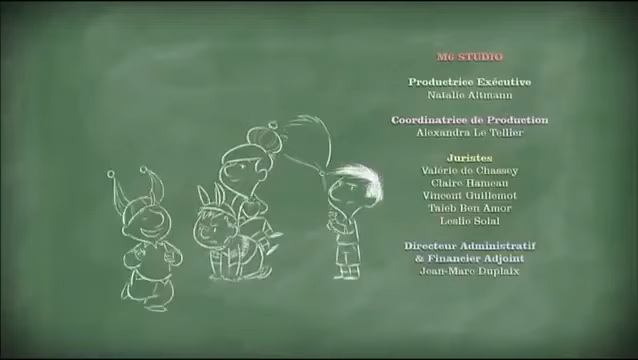 M6 STUDIO
Productrice Exécutive
Natalie Altmann
Coordinatrice de Production
Alexandra Le Tellier
Juristes
Valérie de Chassey
Claire Hameau
Vincent Guillemot
Taieb Ben Amor
Leslie Solal
Directeur Administratif
& Financier Adjoint
Jean-Marc Duplaix